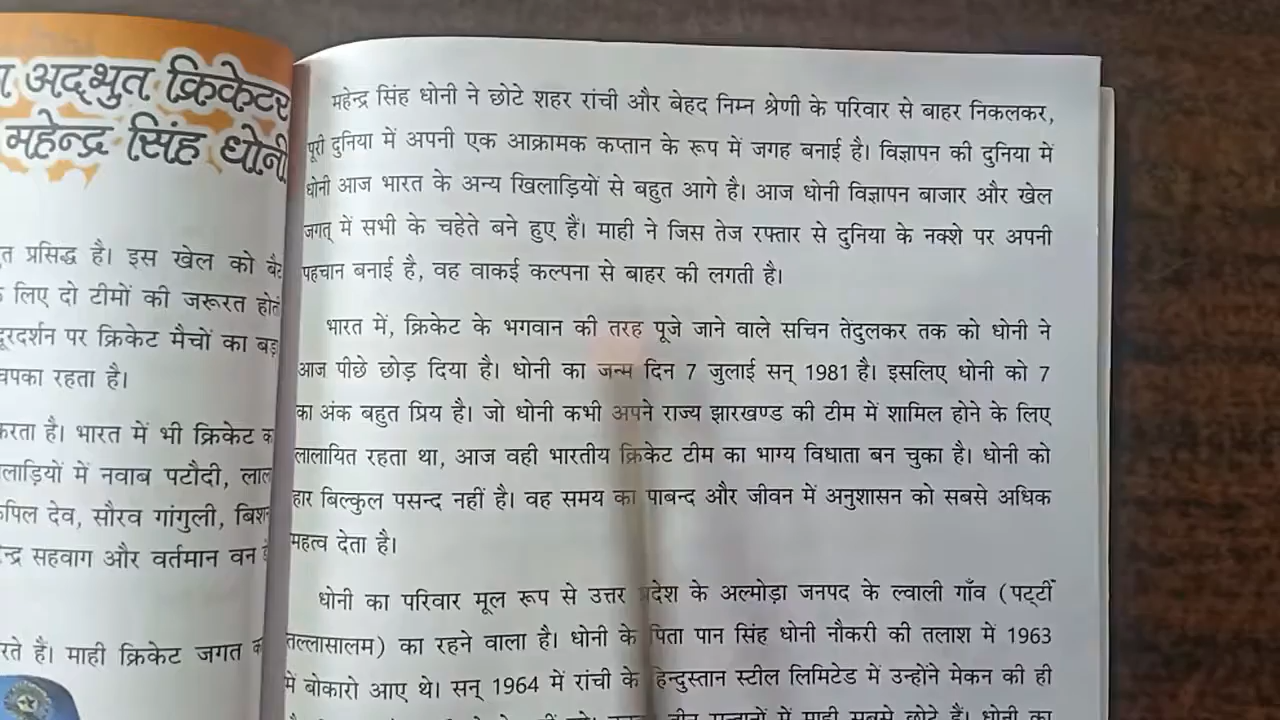 अद्भुत क्रिकेटर
महेन्द्र सिंह धोनी
प्रसिद्ध है। इस खेल को
लिए दो टीमों की जरूरत
दूरदर्शन पर क्रिकेट मैचों का
रहता है।
करता है। भारत में भी क्रिकेट
में नवाब पटौदी, लाल
कपिल देव, सौरव गांगुली,
सहवाग और वर्तमान वन
हैं। माही क्रिकेट जगत
महेन्द्र सिंह धोनी ने छोटे शहर रांची और बेहद निम्न श्रेणी के परिवार से बाहर निकलकर,
पूरी दुनिया में अपनी एक आक्रामक कप्तान के रूप में जगह बनाई है। विज्ञापन की दुनिया में
धोनी आज भारत के अन्य खिलाड़ियों से बहुत आगे है। आज धोनी विज्ञापन बाजार और खेल
जगत् में सभी के चहेते बने हुए हैं। माही ने जिस तेज रफ्तार से दुनिया के नक्शे पर अपनी
पहचान बनाई है, वह वाकई कल्पना से बाहर की लगती है।
भारत में, क्रिकेट के भगवान की तरह पूजे जाने वाले सचिन तेंदुलकर तक को धोनी ने
आज पीछे छोड़ दिया है। धोनी का जन्म दिन 7 जुलाई सन् 1981 है। इसलिए धोनी को 7
का अंक बहुत प्रिय है। जो धोनी कभी अपने राज्य झारखण्ड की टीम में शामिल होने के लिए
लालायित रहता था, आज वही भारतीय क्रिकेट टीम का भाग्य विधाता बन चुका है। धोनी को
हार बिल्कुल पसन्द नहीं है। वह समय का पाबन्द और जीवन में अनुशासन को सबसे अधिक
महत्व देता है।
धोनी का परिवार मूल रूप से उत्तर प्रदेश के अल्मोड़ा जनपद के ल्वाली गाँव (पट्टी
तल्लासालम) का रहने वाला है। धोनी के पिता पान सिंह धोनी नौकरी की तलाश में 1963
में बोकारो आए थे। सन् 1964 में रांची के हिन्दुस्तान स्टील लिमिटेड में उन्होंने मेकन की ही
सन्तानों में माही सबसे छोटे हैं। धोनी का